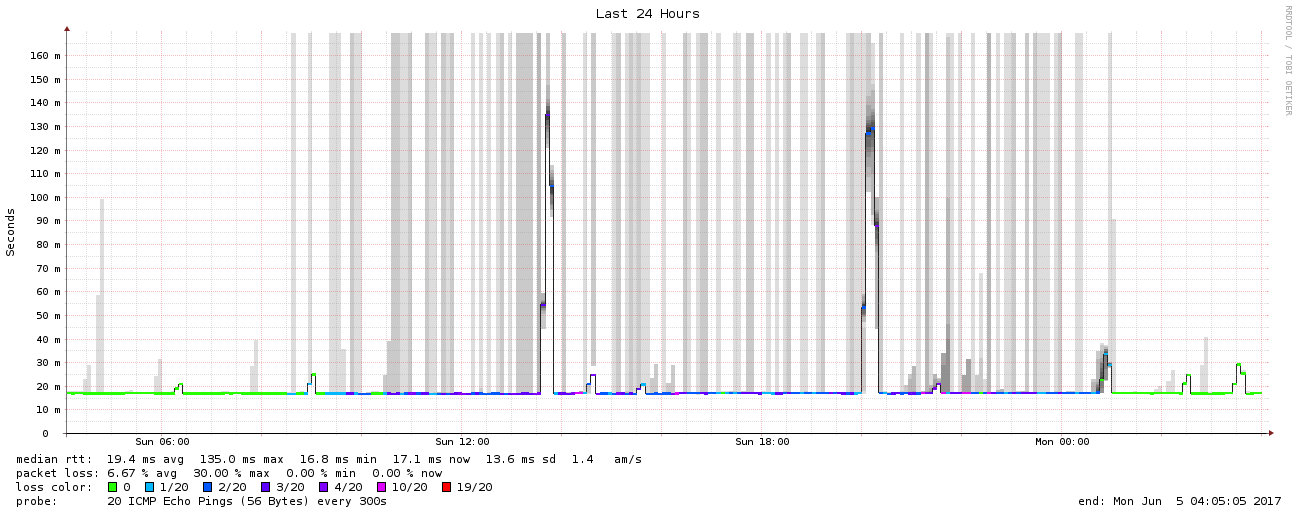 Last 24 Hours
RRDTOOL / TOBI OETIKER
Seconds
160 m
150 m
140 m
130 m
120 m
110 m
100 m
90 m
80 m
70 m
60 m
50 m
40 m
30 m
20 m
10 m
0
Sun 06:00 Sun 12:00 Sun 18:00 Mon 00:00
median rtt: 19.4 ms avg 135.0 ms max 16.8 ms min 17.1 ms now 13.6 ms sd 1.4 am/s
packet loss: 6.67 % avg 30.00 % max 0.00 % min 0.00 % now
loss color: 0 1/20 2/20 3/20 4/20 10/20 19/20
probe: 20 ICMP Echo Pings (56 Bytes) every 300s end: Mon Jun 5 04:05:05 2017